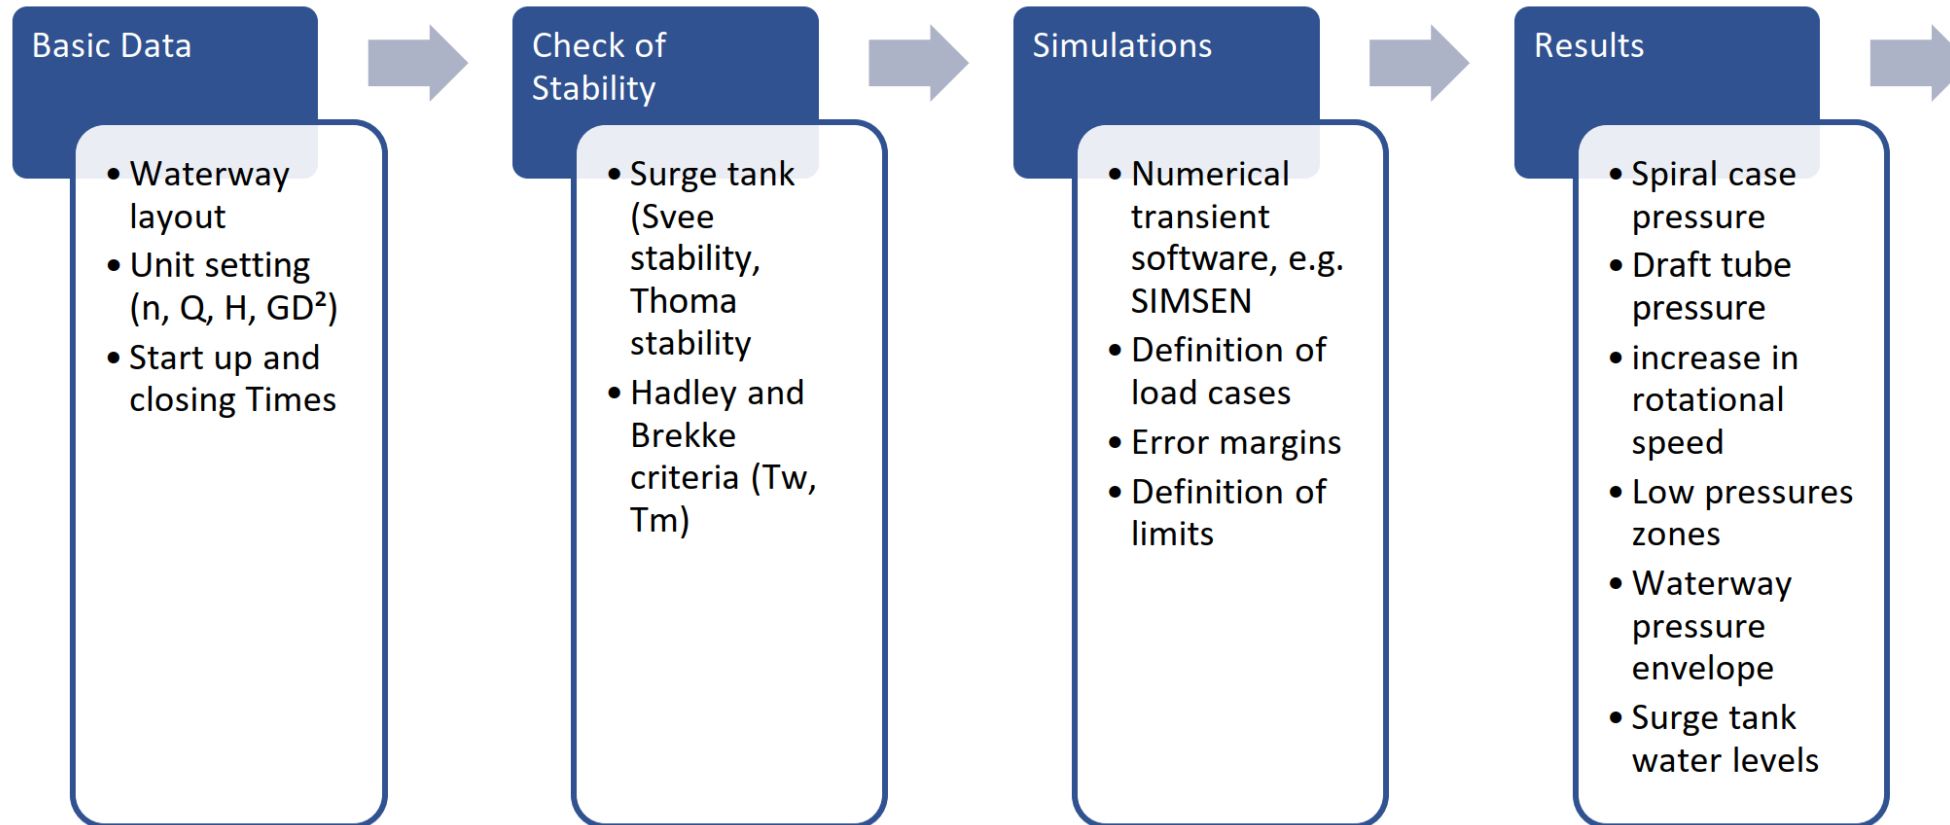 Basic Data
• Waterway
layout
• Unit setting
(n, Q, H, GD²)
• Start up and
closing Times
Check of
Stability
• Surge tank
(Svee
stability,
Thoma
stability
• Hadley and
Brekke
criteria (Tw,
Tm)
Simulations
• Numerical
transient
software, e.g.
SIMSEN
• Definition of
load cases
• Error margins
• Definition of
limits
Results
• Spiral case
pressure
• Draft tube
pressure
• increase in
rotational
speed
• Low pressures
zones
• Waterway
pressure
envelope
• Surge tank
water levels